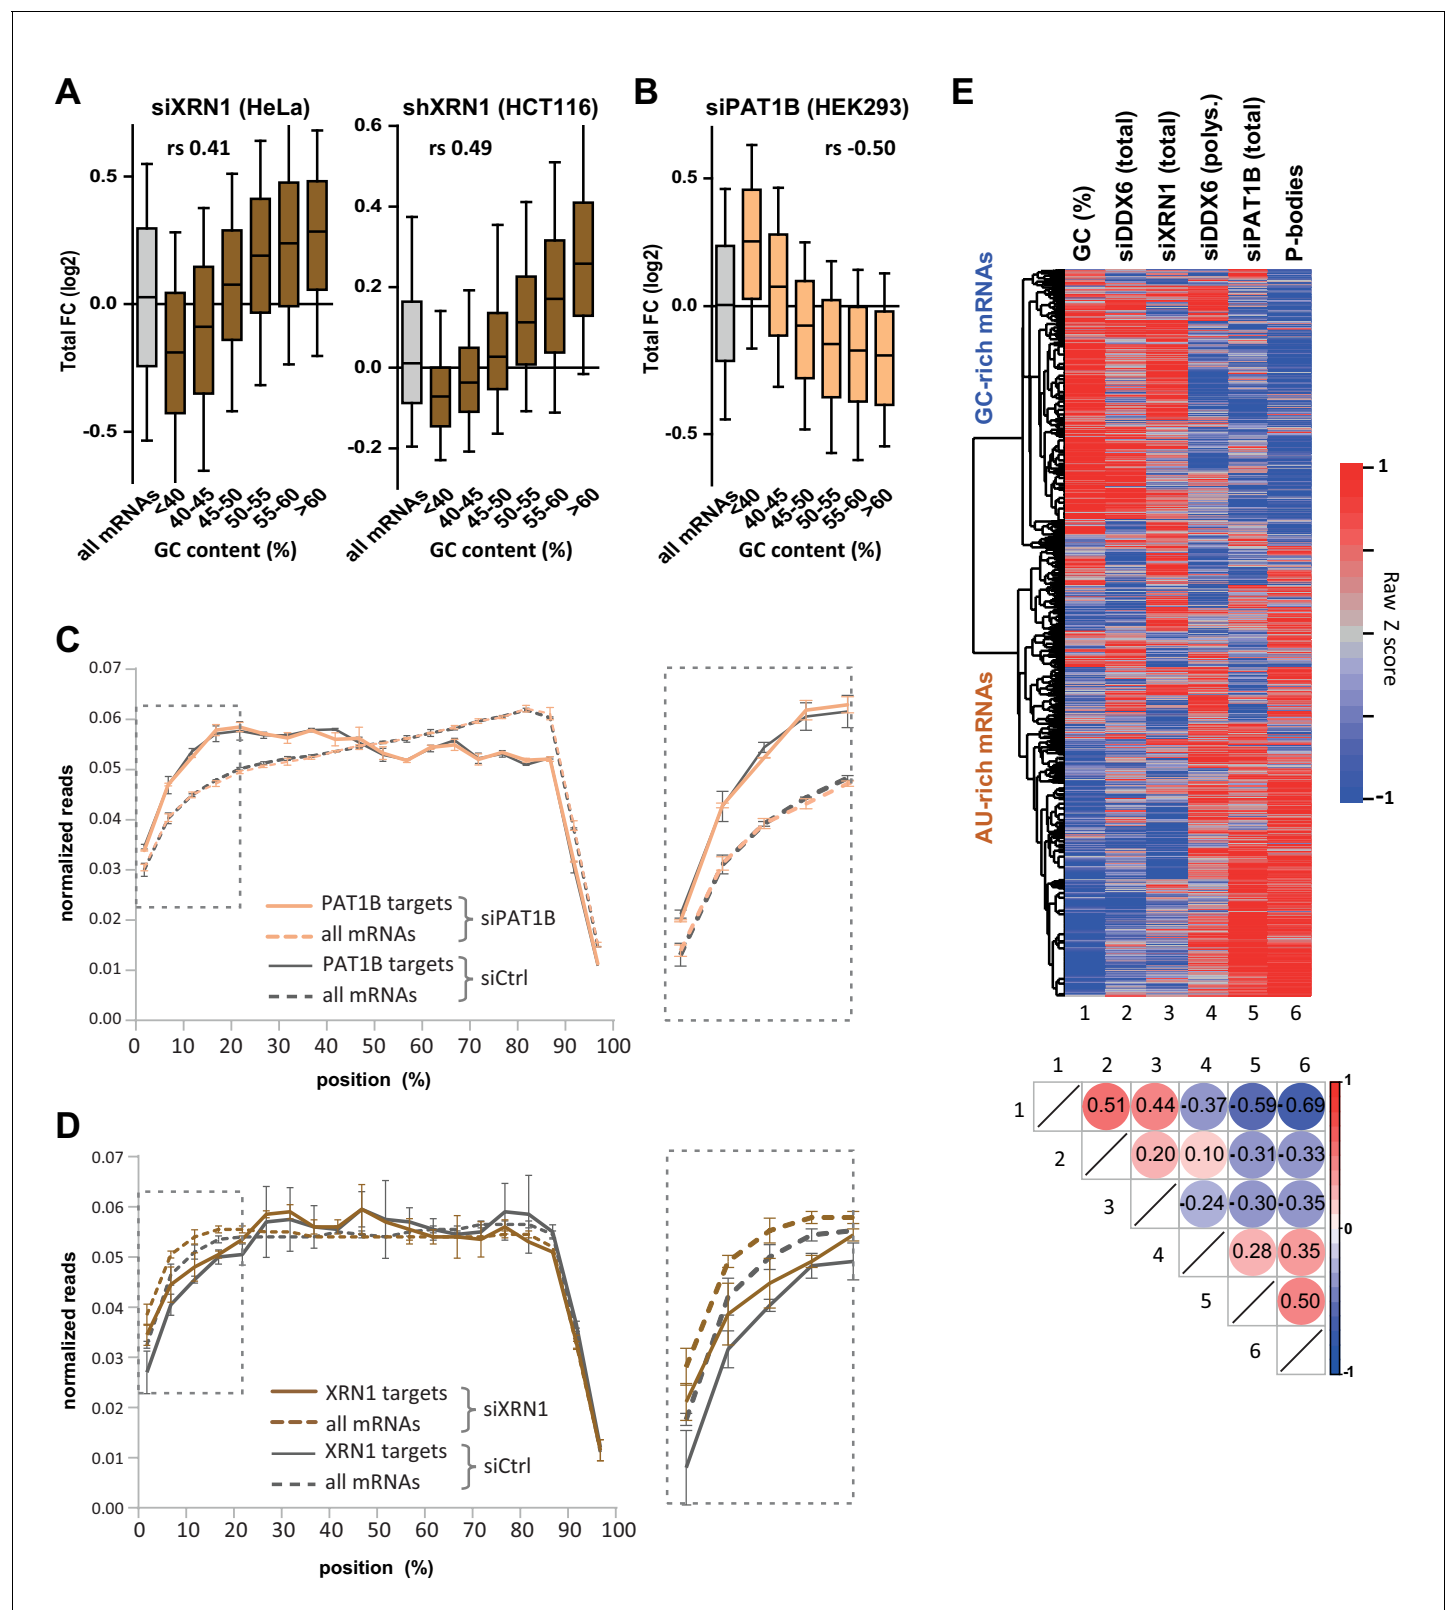 A
siXRN1 (HeLa)
rs 0.41
Total FC (log2)
0.5
0.0
-0.5
all mRNAs
<40
40-45
45-50
50-55
55-60
>60
GC content (%)
shXRN1 (HCT116)
rs 0.49
0.6
0.4
0.2
0.0
-0.2
all mRNAs
<40
40-45
45-50
50-55
55-60
>60
GC content (%)
B
siPAT1B (HEK293)
rs -0.50
Total FC (log2)
0.5
0.0
-0.5
all mRNAs
<40
40-45
45-50
50-55
55-60
>60
GC content (%)
C
normalized reads
0.07
0.06
0.05
0.04
0.03
0.02
0.01
0.00
PAT1B targets
all mRNAs
siPAT1B
PAT1B targets
all mRNAs
siCtrl
0 10 20 30 40 50 60 70 80 90 100
position (%)
D
normalized reads
0.07
0.06
0.05
0.04
0.03
0.02
0.01
0.00
XRN1 targets
all mRNAs
siXRN1
XRN1 targets
all mRNAs
siCtrl
0 10 20 30 40 50 60 70 80 90 100
position (%)
E
GC (%)
siDDX6 (total)
siXRN1 (total)
siDDX6 (polys.)
siPAT1B (total)
P-bodies
GC-rich mRNAs
AU-rich mRNAs
1
-1
Raw Z score
1 2 3 4 5 6
1 2 3 4 5 6
1 0.51 0.44 -0.37 -0.59 -0.69
2 0.20 0.10 -0.31 -0.33
3 -0.24 -0.30 -0.35
4 0.28 0.35
5 0.50
6
1
0
-1